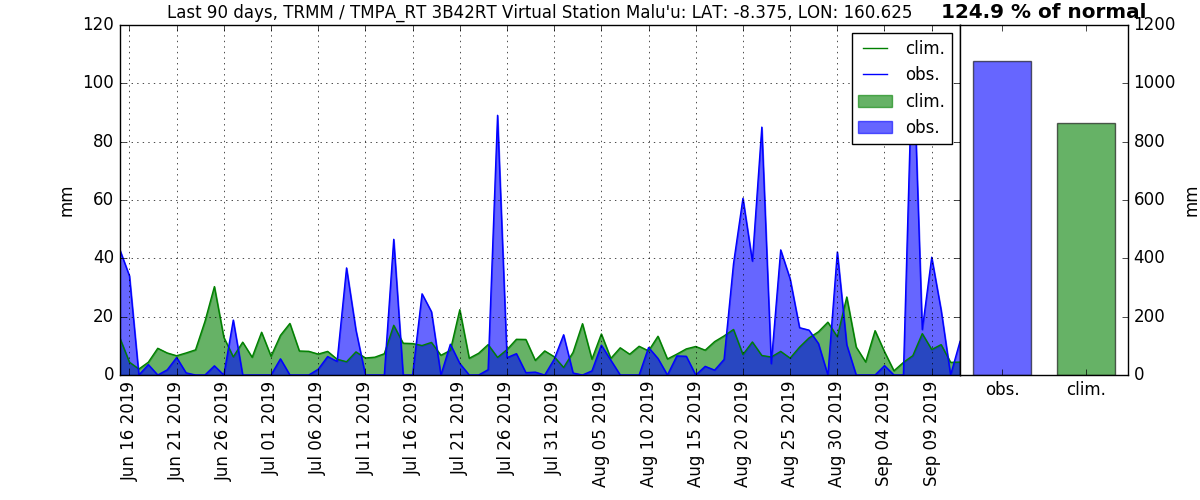 Last 90 days, TRMM / TMPA_RT 3B42RT Virtual Station Malu'u: LAT: -8.375, LON: 160.625
124.9 % of normal
120
100
80
60
40
20
0
mm
clim.
obs.
clim.
obs.
1200
1000
800
600
400
200
0
mm
obs.
clim.
Jun 16 2019
Jun 21 2019
Jun 26 2019
Jul 01 2019
Jul 06 2019
Jul 11 2019
Jul 16 2019
Jul 21 2019
Jul 26 2019
Jul 31 2019
Aug 05 2019
Aug 10 2019
Aug 15 2019
Aug 20 2019
Aug 25 2019
Aug 30 2019
Sep 04 2019
Sep 09 2019